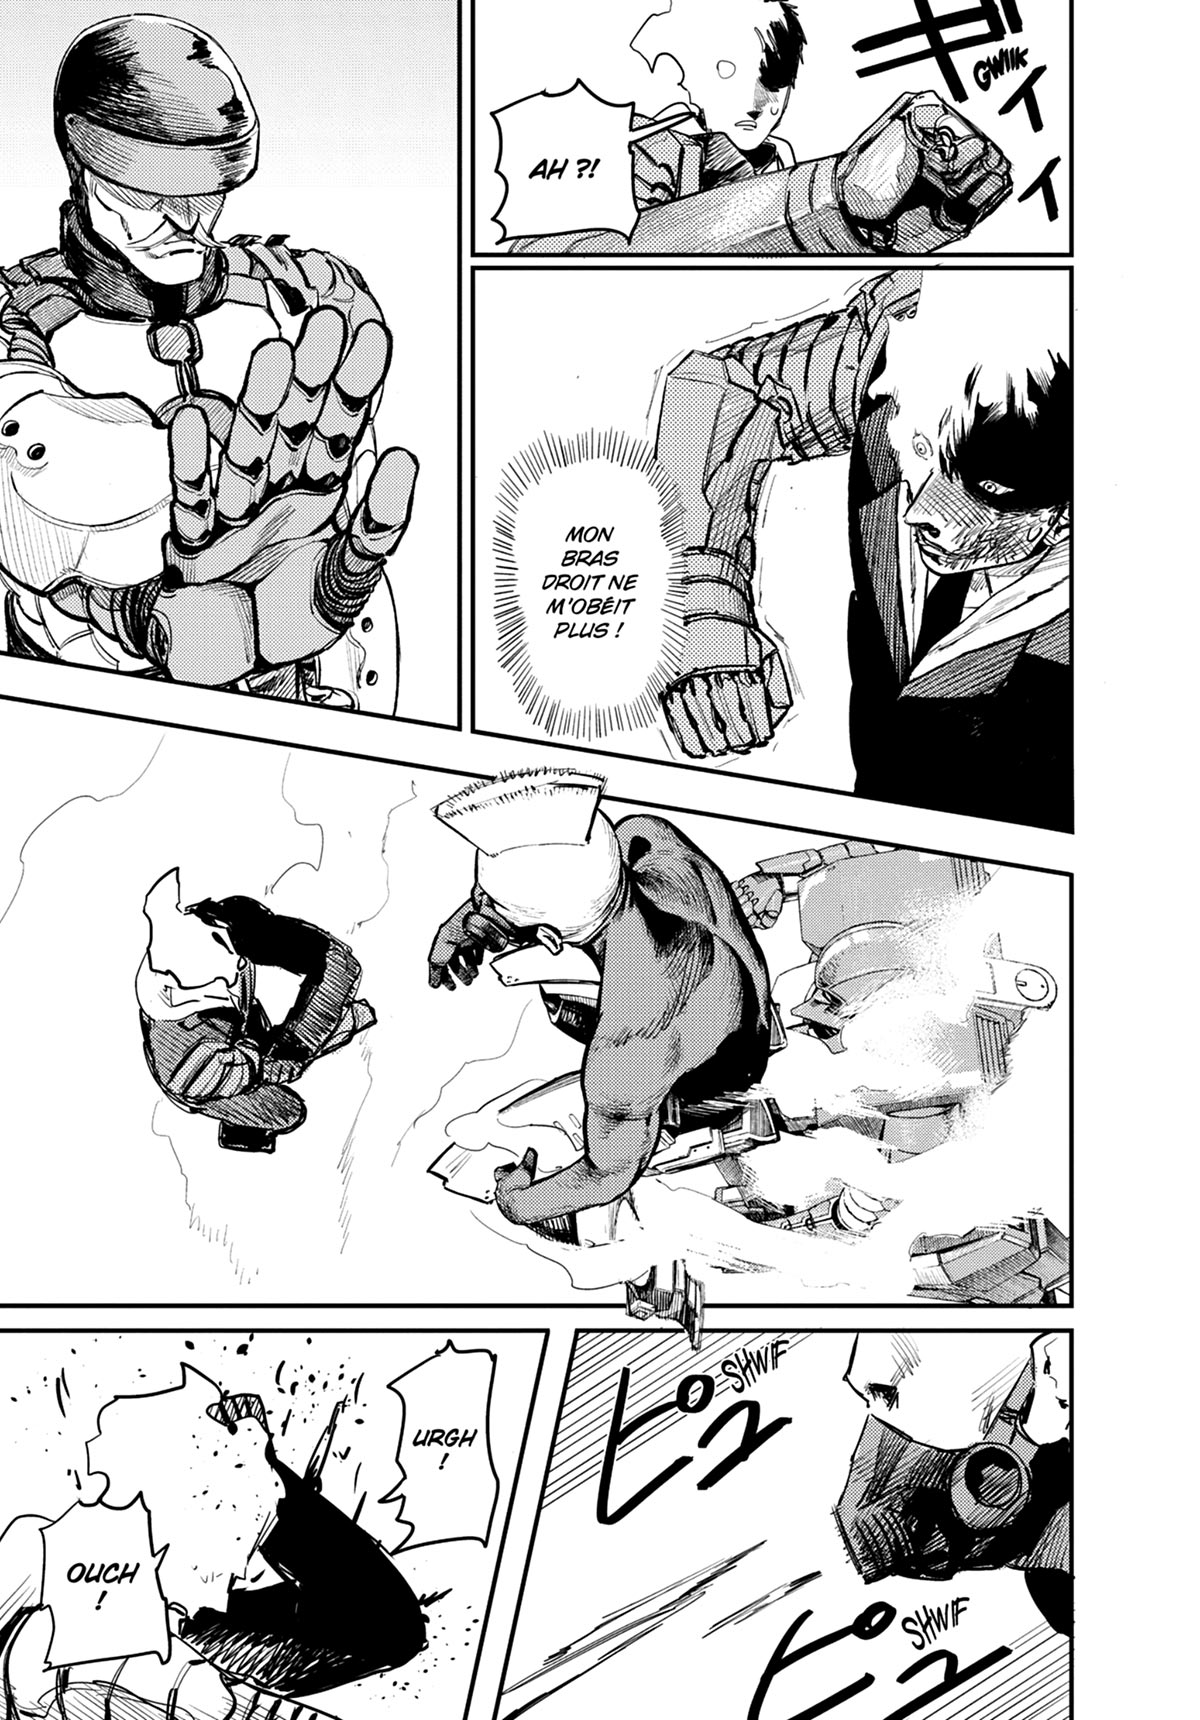 ギ
イイ
GWIIK
AH ?!
MON
BRAS
DROIT NE
M'OBÉIT
PLUS !
ピュ
SHWIF
ピュ
SHWIF
URGH
!
OUCH
!